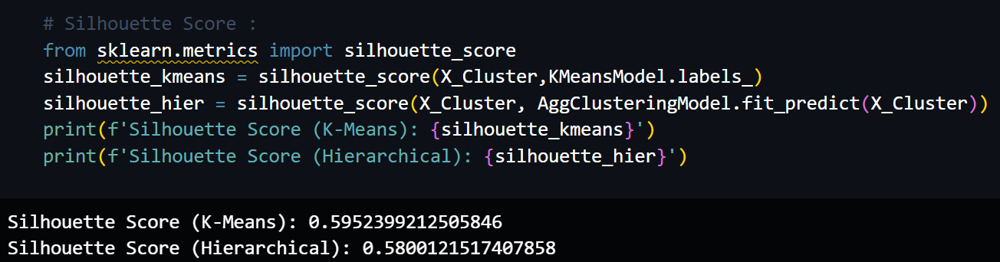 # Silhouette Score :
from sklearn.metrics import silhouette_score
silhouette_kmeans = silhouette_score(X_Cluster,KMeansModel.labels_)
silhouette_hier = silhouette_score(X_Cluster, AggClusteringModel.fit_predict(X_Cluster))
print(f'Silhouette Score (K-Means): {silhouette_kmeans}')
print(f'Silhouette Score (Hierarchical): {silhouette_hier}')
Silhouette Score (K-Means): 0.5952399212505846
Silhouette Score (Hierarchical): 0.5800121517407858